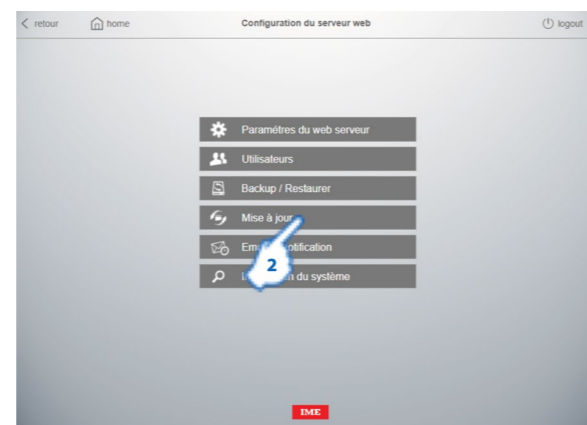 retour
home
Configuration du serveur web
logout
Paramètres du web serveur
Utilisateurs
Backup / Restaurer
Mise à jour
2
du système
IME